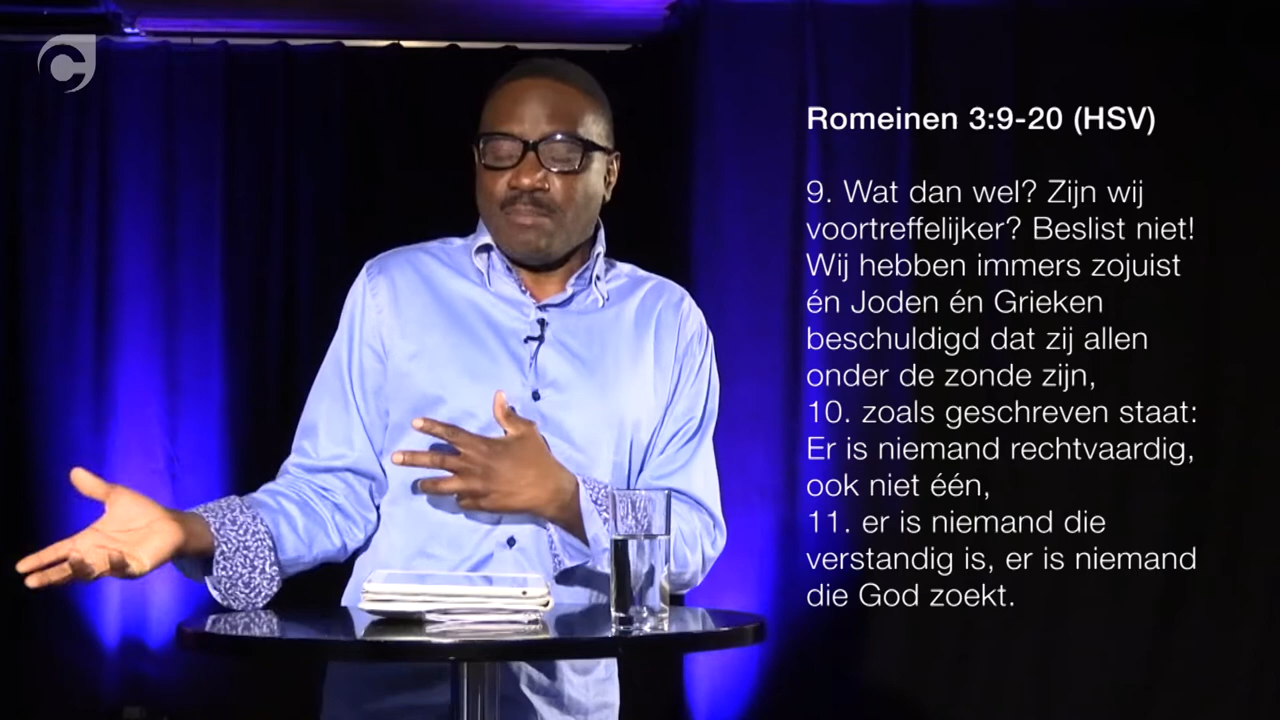 Romeinen 3:9-20 (HSV)
9. Wat dan wel? Zijn wij
voortreffelijker? Beslist niet!
Wij hebben immers zojuist
én Joden én Grieken
beschuldigd dat zij allen
onder de zonde zijn,
10. zoals geschreven staat:
Er is niemand rechtvaardig,
ook niet één,
11. er is niemand die
verstandig is, er is niemand
die God zoekt.